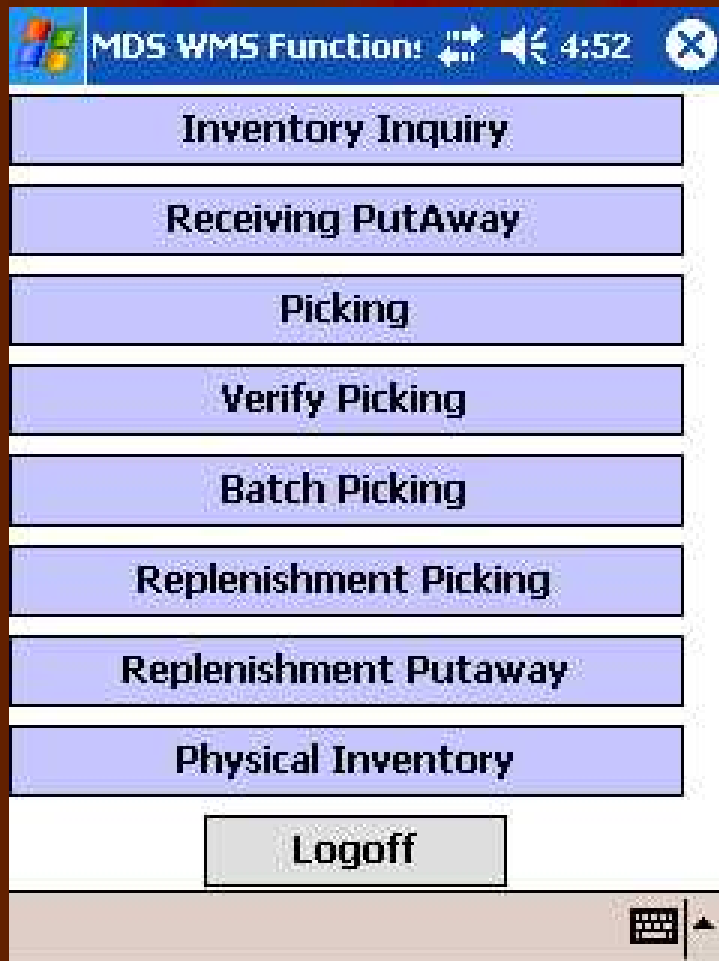 MDS WMS Functions 4:52
Inventory Inquiry
Receiving PutAway
Picking
Verify Picking
Batch Picking
Replenishment Picking
Replenishment Putaway
Physical Inventory
Logoff